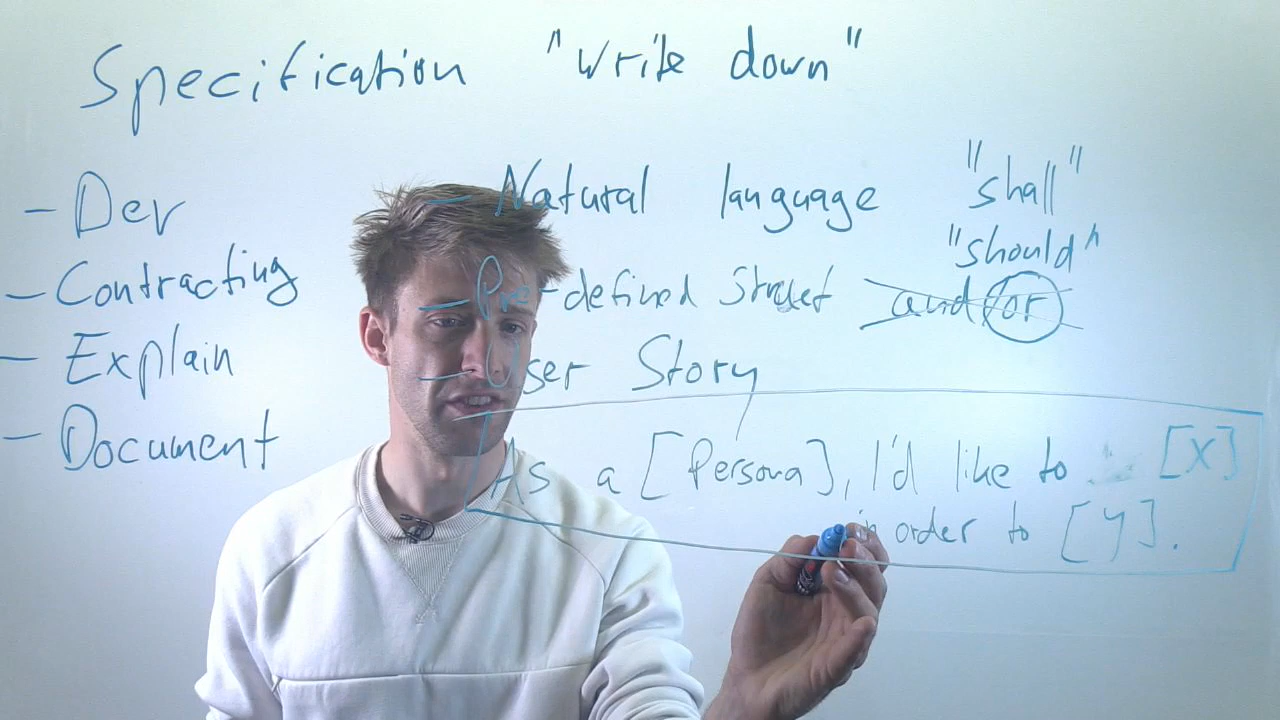 Specification "Write down"
- Dev
- Contracting
- Explain
- Document
- Natural language "shall"
"should"
- Pre-defined and/or
- User Story
As a [Persona], I'd like to [X]
in order to [Y].